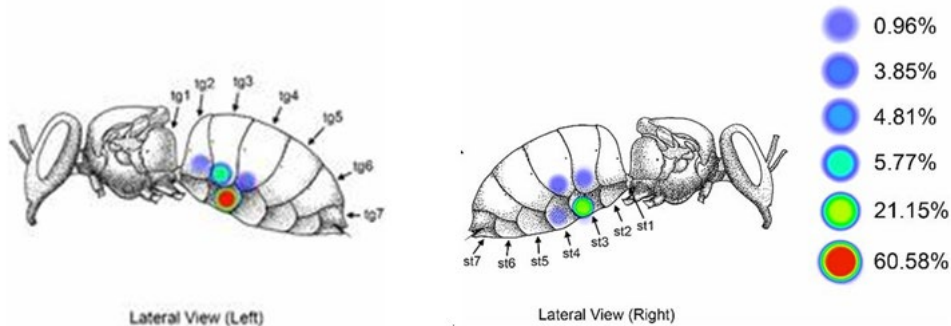 tg1
tg2
tg3
tg4
tg5
tg6
tg7
Lateral View (Left)
st7
st6
st5
st4
st3
st2
st1
Lateral View (Right)
0.96%
3.85%
4.81%
5.77%
21.15%
60.58%